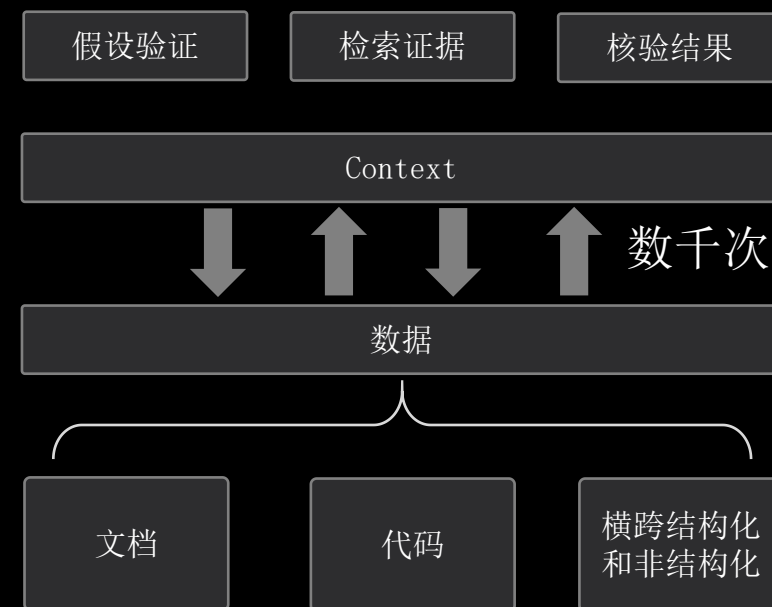 假设验证
检索证据
核验结果
Context
数千次
数据
文档
代码
横跨结构化
和非结构化